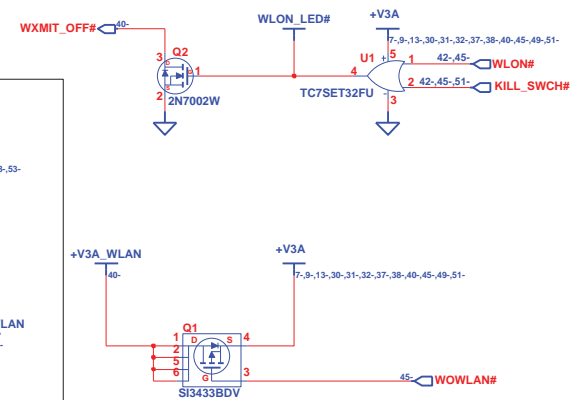 WLON_LED#
+V3A
WXMIT_OFF#
40-
7-,9-,13-,30-,31-,32-,37-,38-,40-,45-,49-,51-
Q2
3
D
1
G
S
2
2N7002W
U1
+
5
1
42-,45-
WLON#
4
2
42-,45-,51-
KILL_SWCH#
TC7SET32FU
-
3
-,53-
+V3A_WLAN
40-
+V3A
7-,9-,13-,30-,31-,32-,37-,38-,40-,45-,49-,51-
LAN
-
Q1
1
D
S
4
2
5
6
G
3
45-
WOWLAN#
SI3433BDV